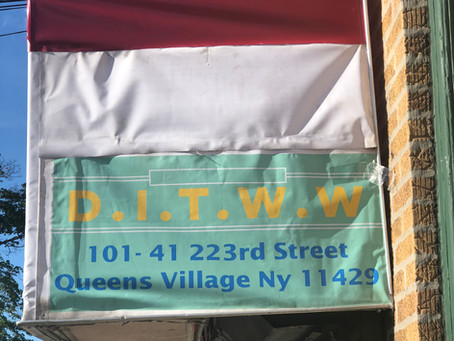 D.I.T.W.W
101- 41 223rd Street
Queens Village Ny 11429